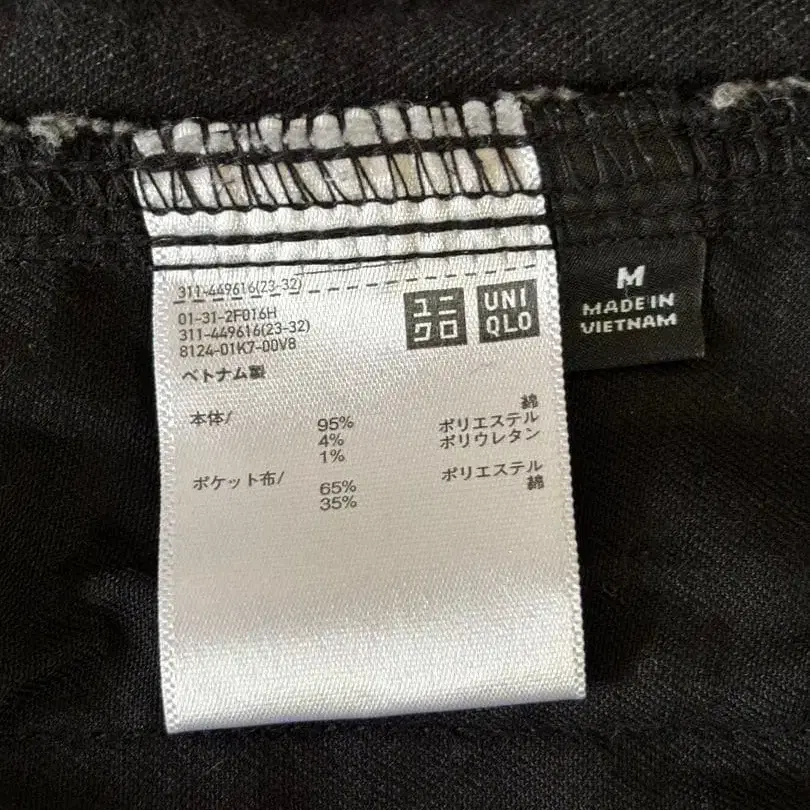 311-449616(23-32)
01-31-2F016H
311-449616(23-32)
8124-01K7-00V8
ベトナム製
ユニ
クロ
UNI
QLO
M
MADE IN
VIETNAM
本体/ 95% 綿
4% ポリエステル
1% ポリウレタン
ポケット布/ 65% ポリエステル
35% 綿